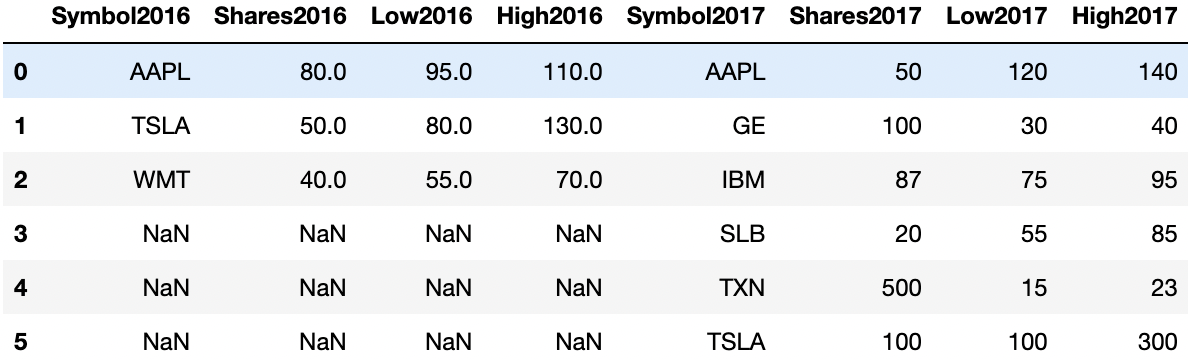 Symbol2016 Shares2016 Low2016 High2016 Symbol2017 Shares2017 Low2017 High2017
0 AAPL 80.0 95.0 110.0 AAPL 50 120 140
1 TSLA 50.0 80.0 130.0 GE 100 30 40
2 WMT 40.0 55.0 70.0 IBM 87 75 95
3 NaN NaN NaN NaN SLB 20 55 85
4 NaN NaN NaN NaN TXN 500 15 23
5 NaN NaN NaN NaN TSLA 100 100 300